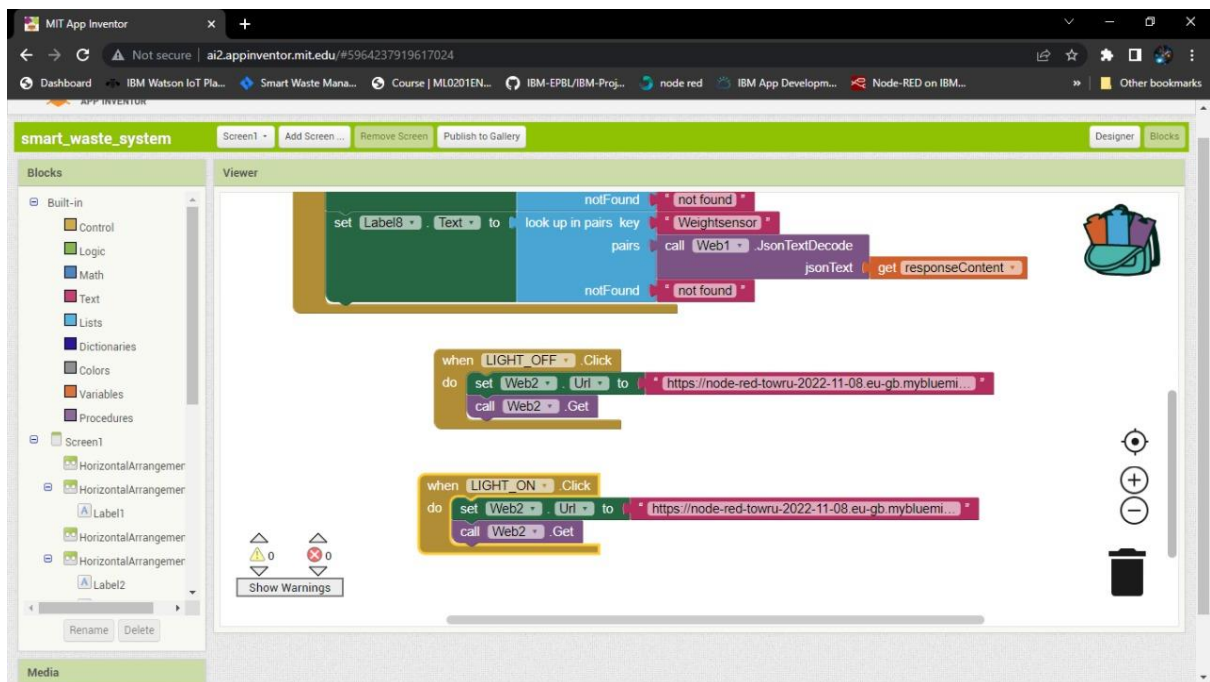 MIT App Inventor
Not secure | ai2.appinventor.mit.edu/#5964237919617024
Dashboard IBM Watson IoT Pla... Smart Waste Mana... Course | ML0201EN... IBM-EPBL/IBM-Proj... node red IBM App Developm... Node-RED on IBM... » Other bookmarks
APP INVENTOR
smart_waste_system Screen1 Add Screen ... Remove Screen Publish to Gallery Designer Blocks
Blocks Viewer
Built-in
Control
Logic
Math
Text
Lists
Dictionaries
Colors
Variables
Procedures
Screen1
HorizontalArrangemer
HorizontalArrangemer
Label1
HorizontalArrangemer
HorizontalArrangemer
Label2
Rename Delete
Media
notFound " not found "
set Label8 . Text to look up in pairs key " Weightsensor "
pairs call Web1 .JsonTextDecode
jsonText get responseContent
notFound " not found "
when LIGHT_OFF .Click
do set Web2 . Url to " https://node-red-towru-2022-11-08.eu-gb.mybluemi... "
call Web2 .Get
when LIGHT_ON .Click
do set Web2 . Url to " https://node-red-towru-2022-11-08.eu-gb.mybluemi... "
call Web2 .Get
0 0
Show Warnings